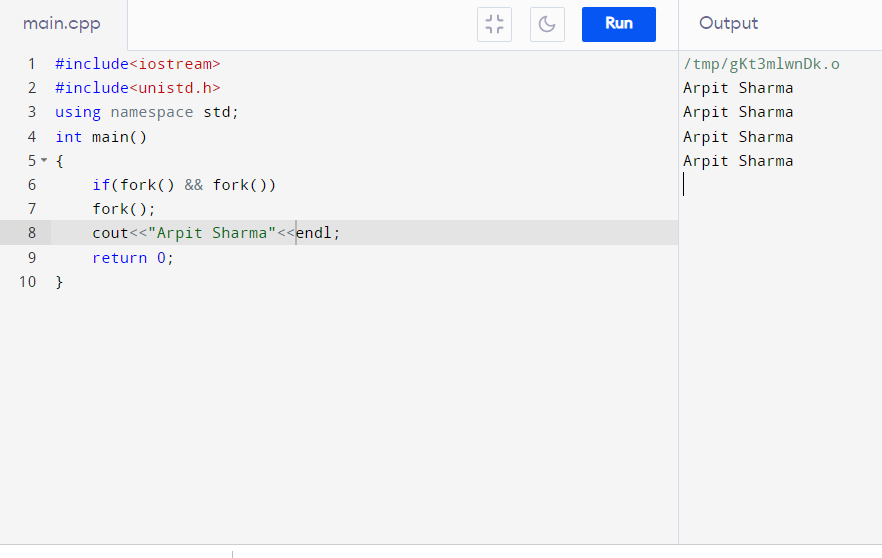 main.cpp
Run
Output
1 #include<iostream>
2 #include<unistd.h>
3 using namespace std;
4 int main()
5 {
6 if(fork() && fork())
7 fork();
8 cout<<"Arpit Sharma"<<endl;
9 return 0;
10 }
/tmp/gKt3mlwnDk.o
Arpit Sharma
Arpit Sharma
Arpit Sharma
Arpit Sharma